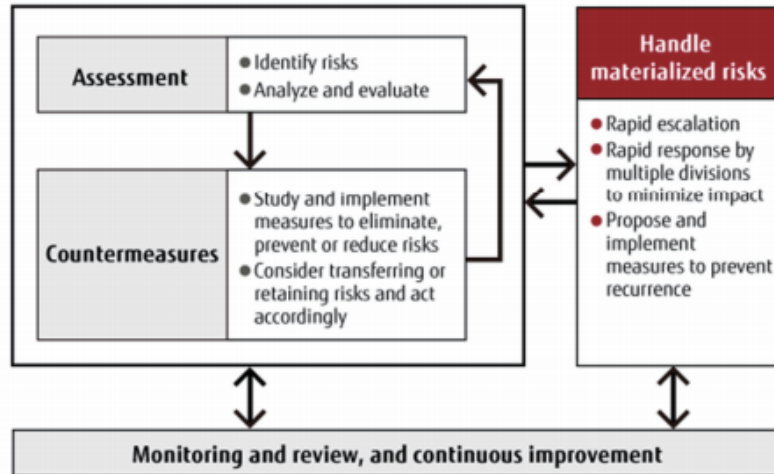 Assessment
● Identify risks
● Analyze and evaluate
Countermeasures
● Study and implement
measures to eliminate,
prevent or reduce risks
● Consider transferring or
retaining risks and act
accordingly
Handle
materialized risks
● Rapid escalation
● Rapid response by
multiple divisions
to minimize impact
● Propose and
implement
measures to prevent
recurrence
Monitoring and review, and continuous improvement